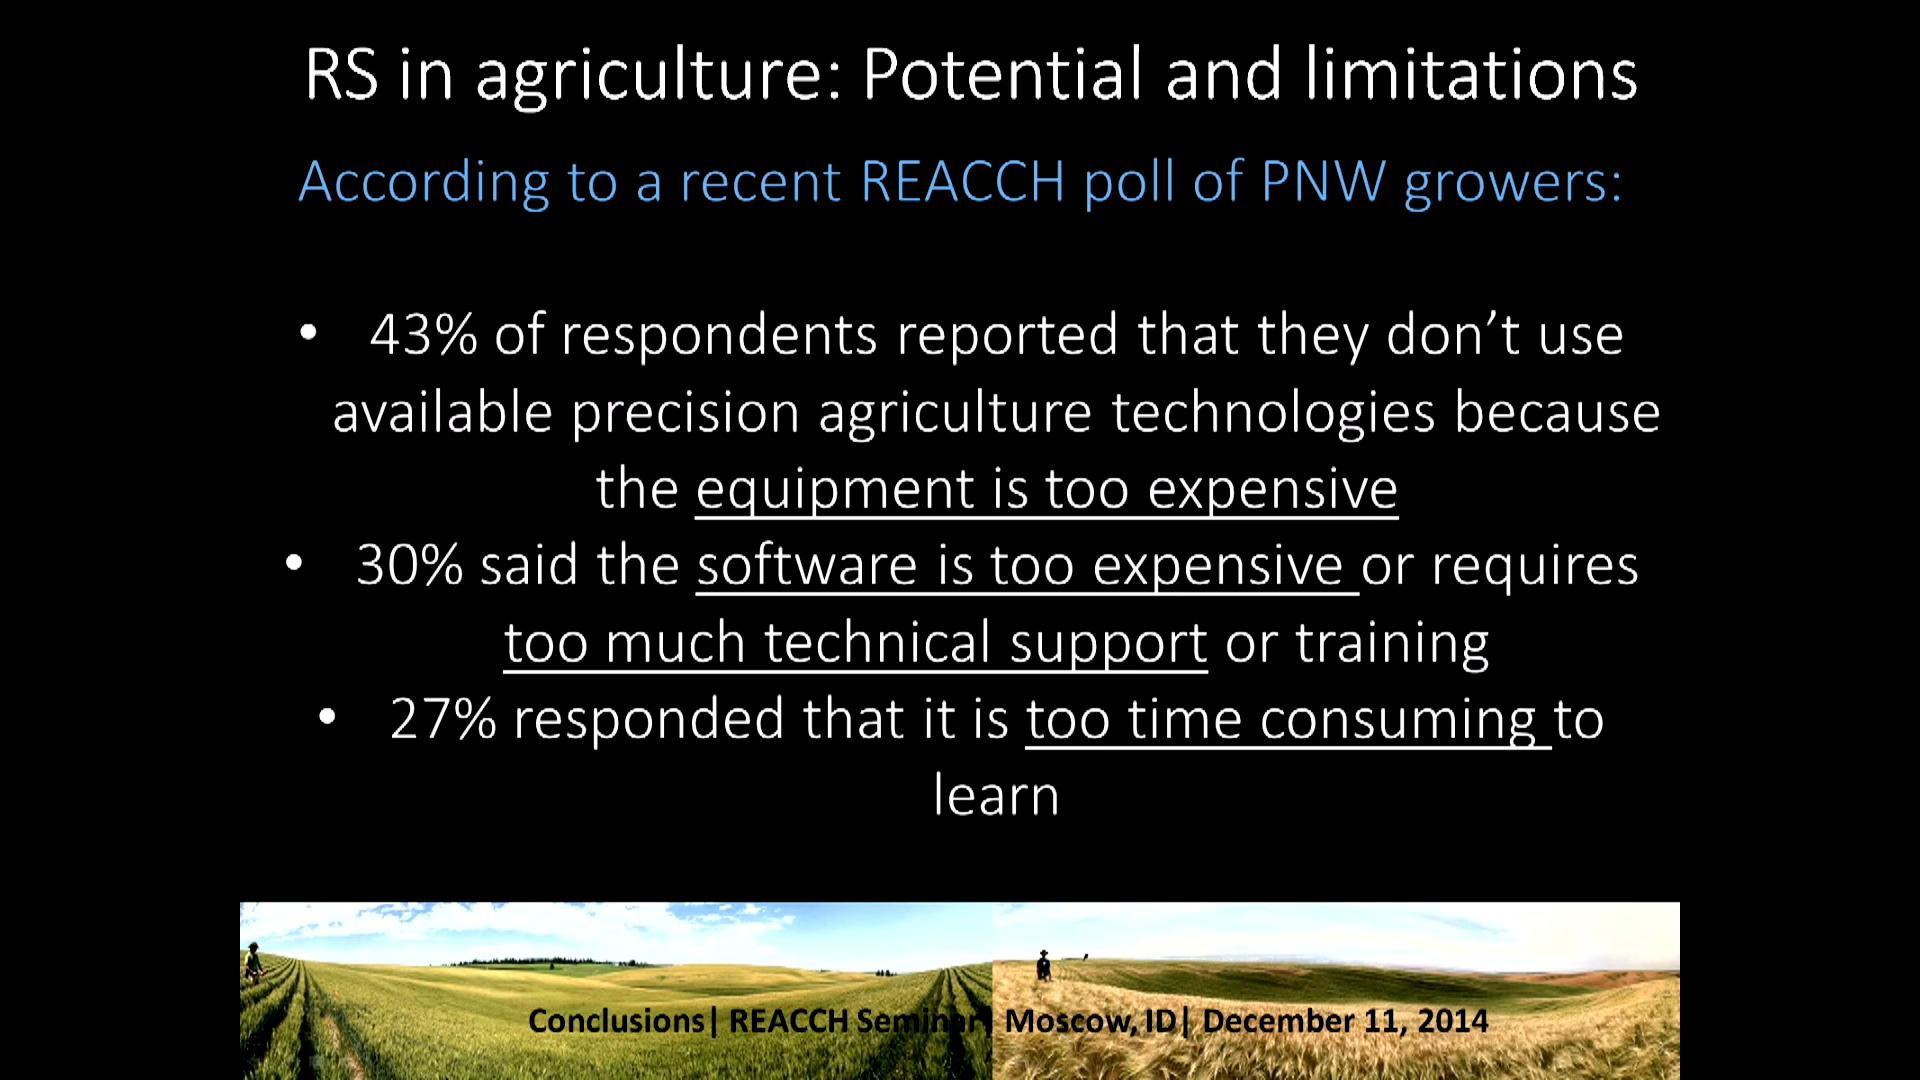 RS in agriculture: Potential and limitations
According to a recent REACCH poll of PNW growers:
• 43% of respondents reported that they don’t use
available precision agriculture technologies because
the equipment is too expensive
• 30% said the software is too expensive or requires
too much technical support or training
• 27% responded that it is too time consuming to
learn
Conclusions| REACCH Seminar| Moscow, ID| December 11, 2014